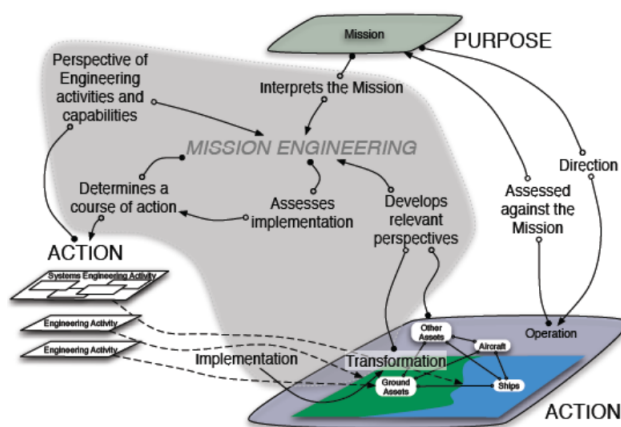 Mission
PURPOSE
Perspective of
Engineering
activities and
capabilities
Interprets the Mission
MISSION ENGINEERING
Direction
Determines a
course of action
Assesses
implementation
Develops
relevant
perspectives
Assessed
against the
Mission
ACTION
Systems Engineering Activity
Engineering Activity
Engineering Activity
Implementation
Transformation
Other
Assets
Aircraft
Operation
Ground
Assets
Ships
ACTION